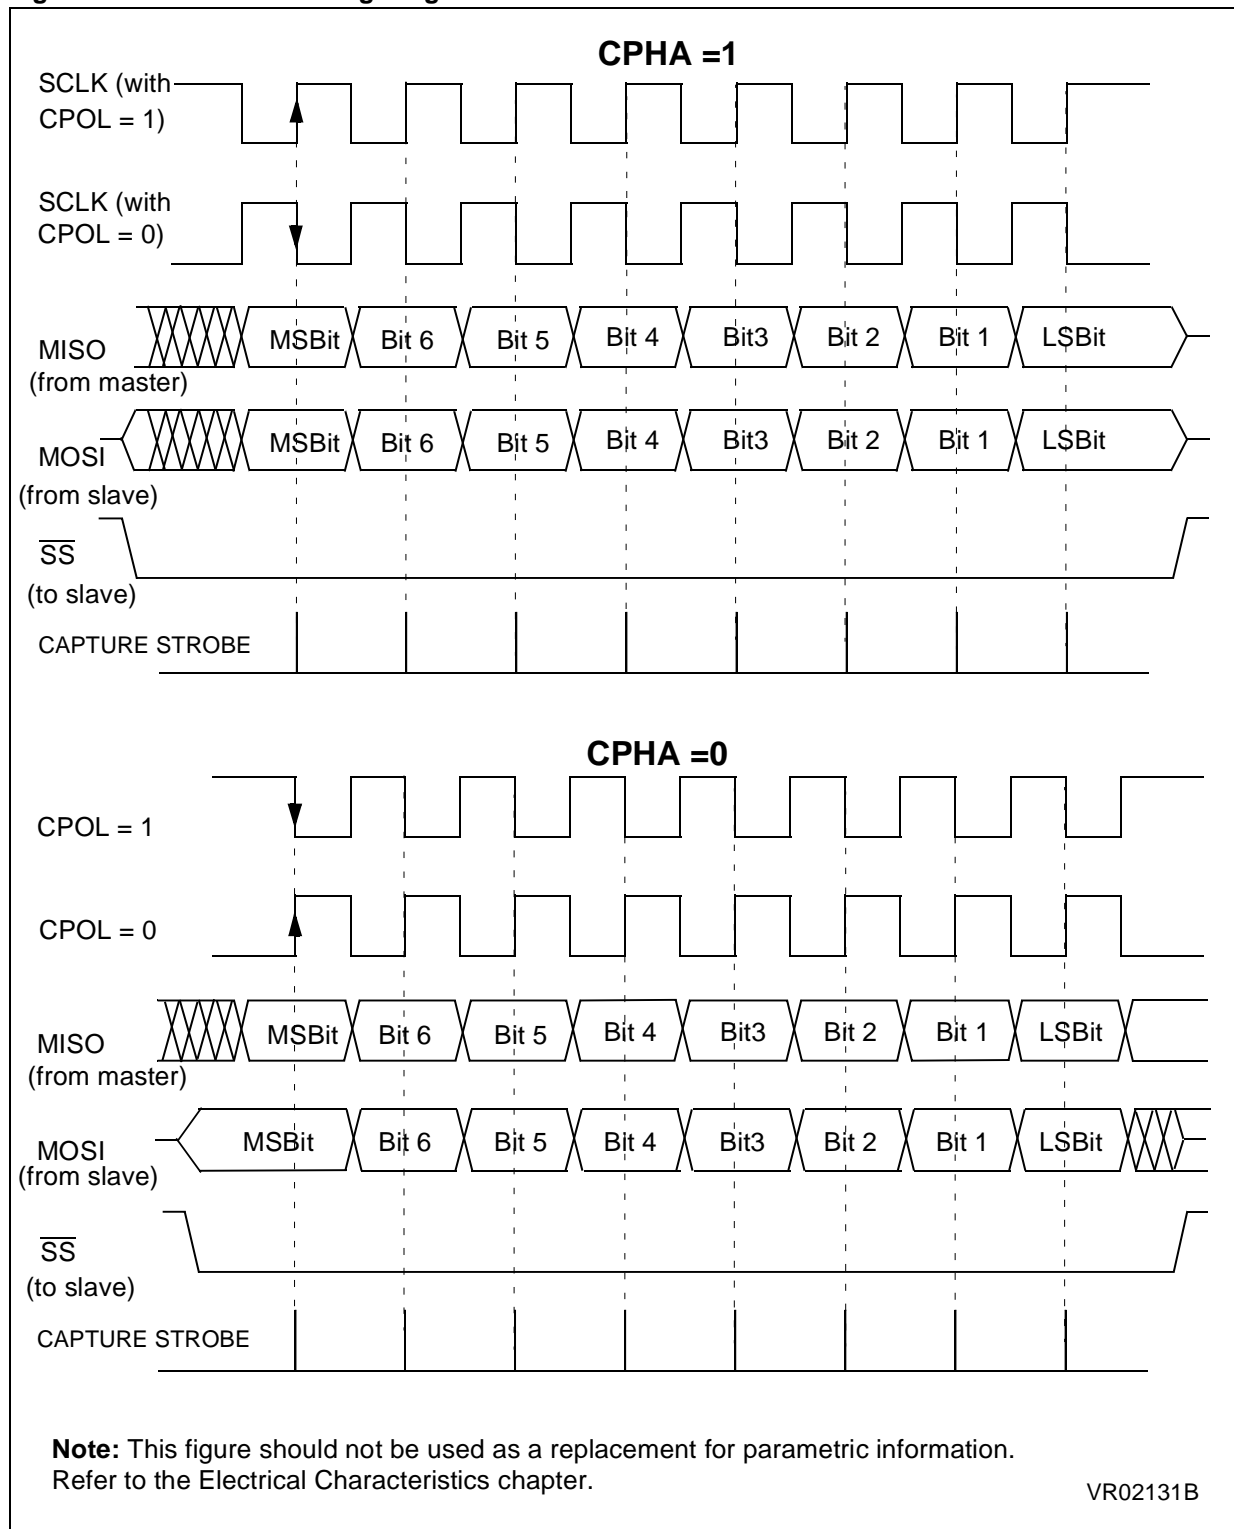 CPHA =1
SCLK (with
CPOL = 1)
SCLK (with
CPOL = 0)
MSBit Bit 6 Bit 5 Bit 4 Bit3 Bit 2 Bit 1 LSBit
MISO
(from master)
MSBit Bit 6 Bit 5 Bit 4 Bit3 Bit 2 Bit 1 LSBit
MOSI
(from slave)
SS
(to slave)
CAPTURE STROBE
CPHA =0
CPOL = 1
CPOL = 0
MSBit Bit 6 Bit 5 Bit 4 Bit3 Bit 2 Bit 1 LSBit
MISO
(from master)
MSBit Bit 6 Bit 5 Bit 4 Bit3 Bit 2 Bit 1 LSBit
MOSI
(from slave)
SS
(to slave)
CAPTURE STROBE
Note: This figure should not be used as a replacement for parametric information.
Refer to the Electrical Characteristics chapter.
VR02131B